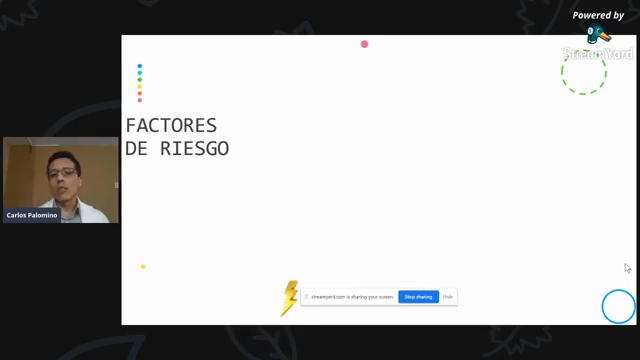 Powered by
StreamYard
FACTORES
DE RIESGO
Carlos Palomino
streamyard.com is sharing your screen.
Stop sharing
Hide